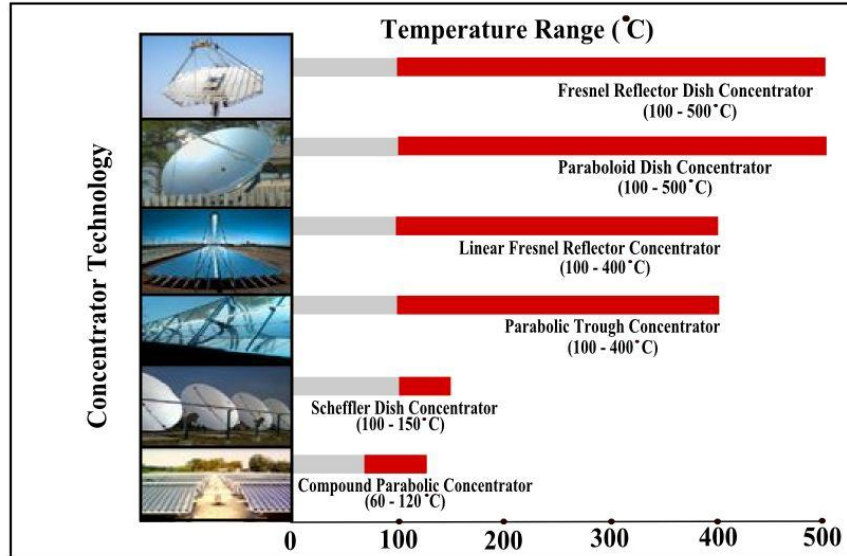 Temperature Range (°C)
Concentrator Technology
Fresnel Reflector Dish Concentrator
(100 - 500°C)
Paraboloid Dish Concentrator
(100 - 500°C)
Linear Fresnel Reflector Concentrator
(100 - 400°C)
Parabolic Trough Concentrator
(100 - 400°C)
Scheffler Dish Concentrator
(100 - 150°C)
Compound Parabolic Concentrator
(60 - 120°C)
0 100 200 300 400 500